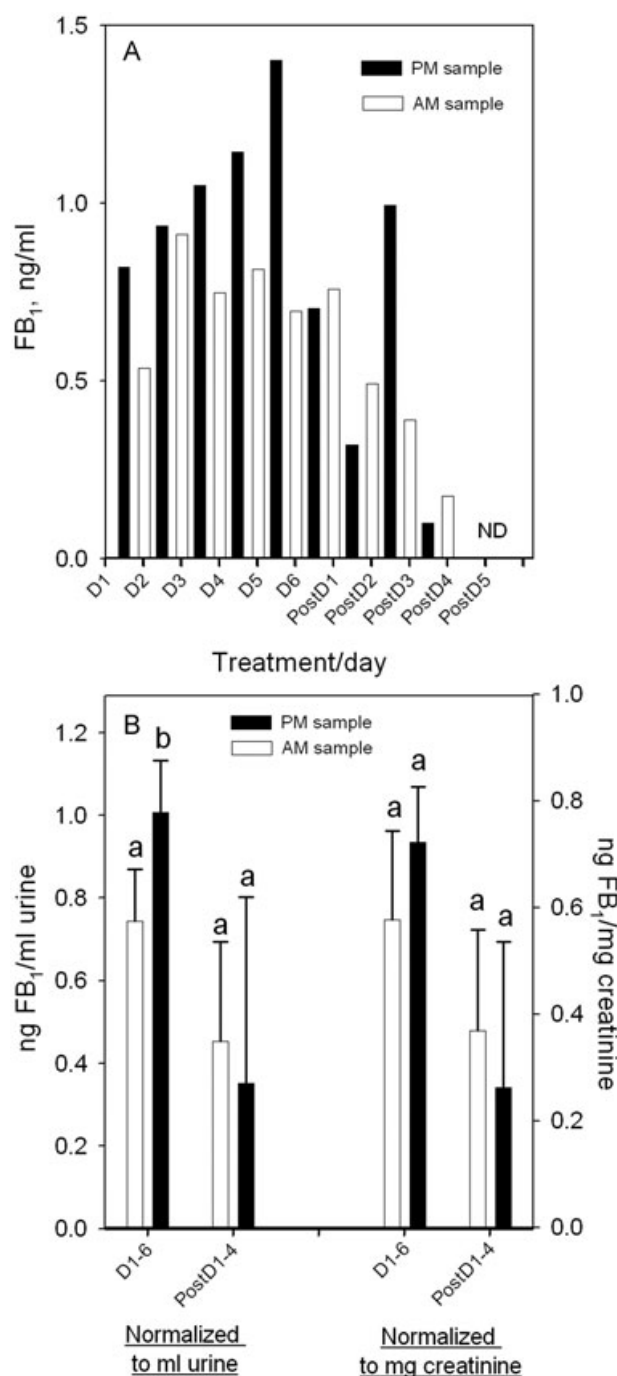 A
PM sample
AM sample
1.5
1.0
0.5
0.0
FB1, ng/ml
ND
D1
D2
D3
D4
D5
D6
PostD1
PostD2
PostD3
PostD4
PostD5
Treatment/day
B
PM sample
AM sample
1.2
1.0
0.8
0.6
0.4
0.2
0.0
ng FB1/ml urine
1.0
0.8
0.6
0.4
0.2
0.0
ng FB1/mg creatinine
a
b
a
a
a
a
a
a
D1-6
PostD1-4
D1-6
PostD1-4
Normalized
to ml urine
Normalized
to mg creatinine